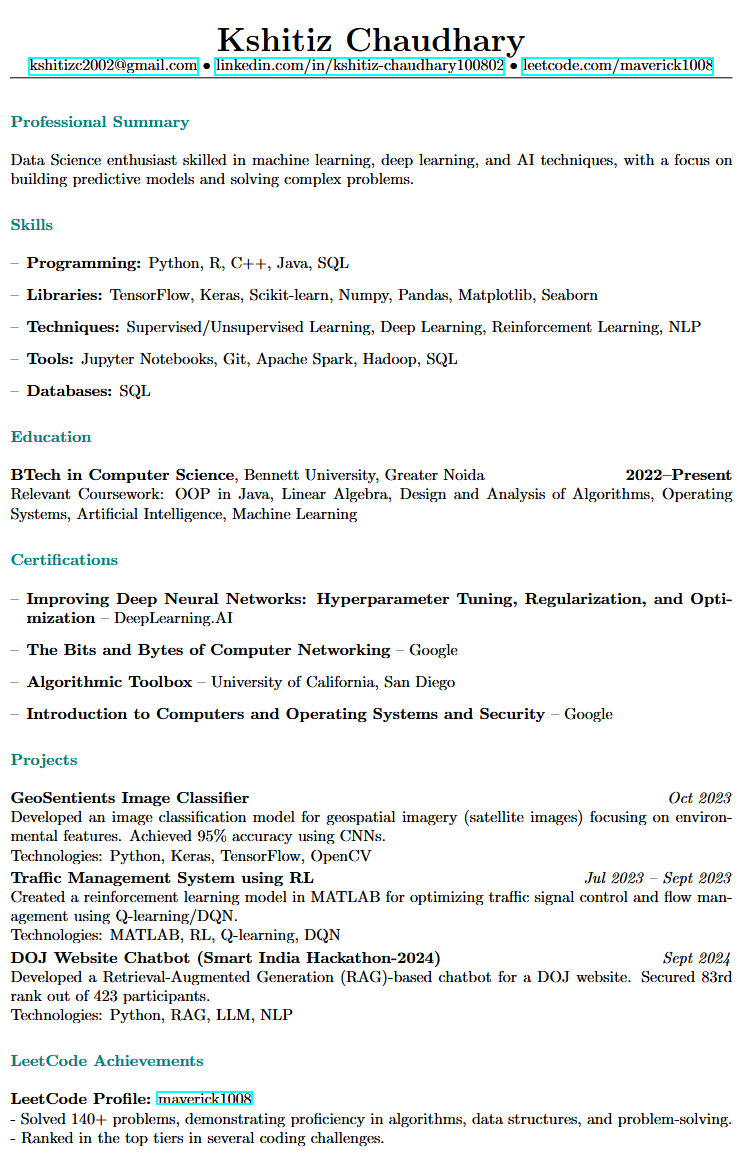 Kshitiz Chaudhary
kshitizc2002@gmail.com • linkedin.com/in/kshitiz-chaudhary100802 • leetcode.com/maverick1008
Professional Summary
Data Science enthusiast skilled in machine learning, deep learning, and AI techniques, with a focus on
building predictive models and solving complex problems.
Skills
– Programming: Python, R, C++, Java, SQL
– Libraries: TensorFlow, Keras, Scikit-learn, Numpy, Pandas, Matplotlib, Seaborn
– Techniques: Supervised/Unsupervised Learning, Deep Learning, Reinforcement Learning, NLP
– Tools: Jupyter Notebooks, Git, Apache Spark, Hadoop, SQL
– Databases: SQL
Education
BTech in Computer Science, Bennett University, Greater Noida 2022–Present
Relevant Coursework: OOP in Java, Linear Algebra, Design and Analysis of Algorithms, Operating
Systems, Artificial Intelligence, Machine Learning
Certifications
– Improving Deep Neural Networks: Hyperparameter Tuning, Regularization, and Opti-
mization – DeepLearning.AI
– The Bits and Bytes of Computer Networking – Google
– Algorithmic Toolbox – University of California, San Diego
– Introduction to Computers and Operating Systems and Security – Google
Projects
GeoSentients Image Classifier Oct 2023
Developed an image classification model for geospatial imagery (satellite images) focusing on environ-
mental features. Achieved 95% accuracy using CNNs.
Technologies: Python, Keras, TensorFlow, OpenCV
Traffic Management System using RL Jul 2023 – Sept 2023
Created a reinforcement learning model in MATLAB for optimizing traffic signal control and flow man-
agement using Q-learning/DQN.
Technologies: MATLAB, RL, Q-learning, DQN
DOJ Website Chatbot (Smart India Hackathon-2024) Sept 2024
Developed a Retrieval-Augmented Generation (RAG)-based chatbot for a DOJ website. Secured 83rd
rank out of 423 participants.
Technologies: Python, RAG, LLM, NLP
LeetCode Achievements
LeetCode Profile: maverick1008
- Solved 140+ problems, demonstrating proficiency in algorithms, data structures, and problem-solving.
- Ranked in the top tiers in several coding challenges.